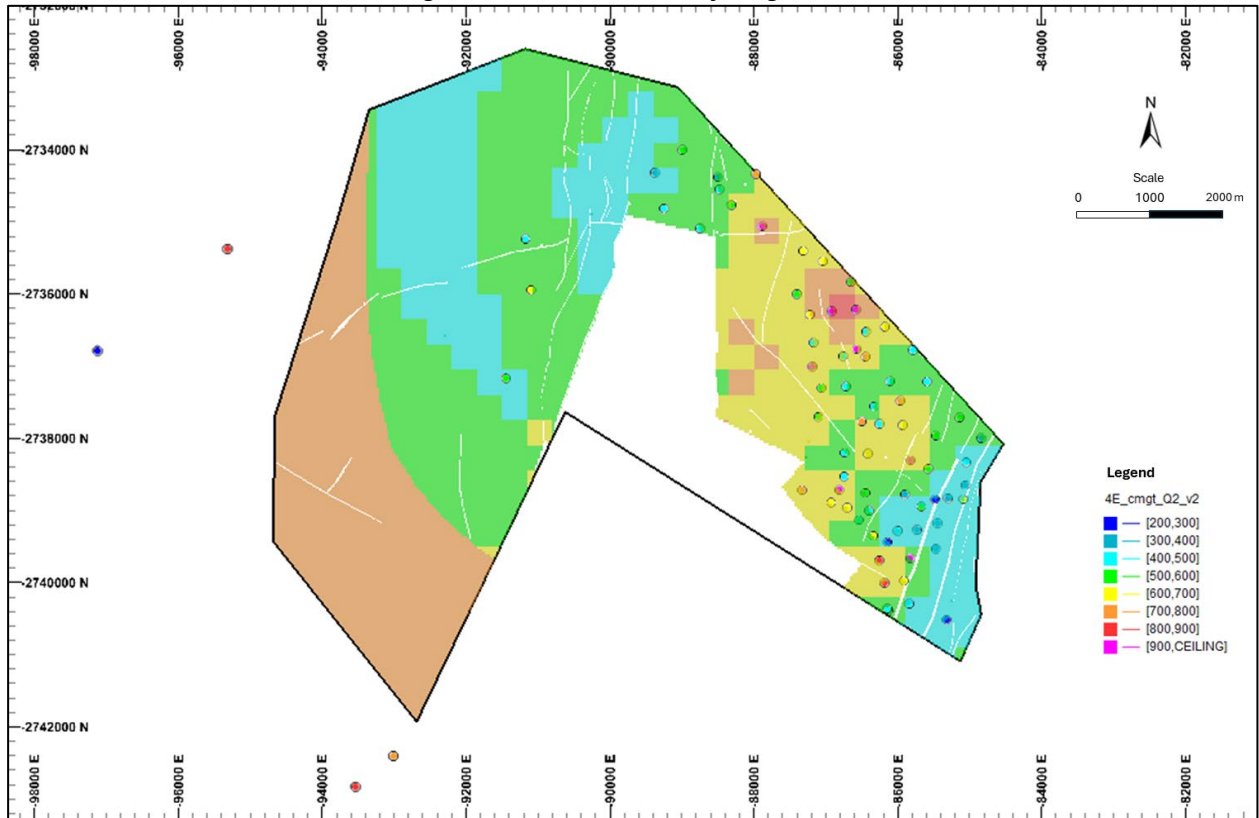 -2732000 N
-98000 E
-96000 E
-94000 E
-92000 E
-90000 E
-88000 E
-86000 E
-84000 E
-82000 E
N
-2734000 N
Scale
0 1000 2000 m
-2736000 N
-2738000 N
Legend
4E_cmgt_Q2_v2
[200,300]
[300,400]
[400,500]
[500,600]
[600,700]
[700,800]
[800,900]
[900,CEILING]
-2740000 N
-2742000 N
-98000 E
-96000 E
-94000 E
-92000 E
-90000 E
-88000 E
-86000 E
-84000 E
-82000 E